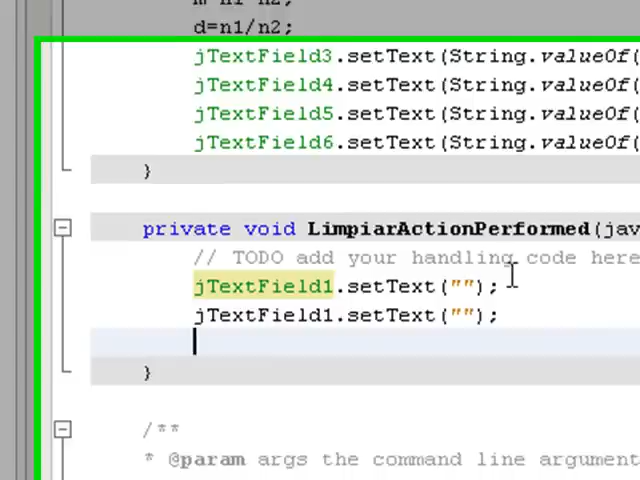 d=n1/n2;
jTextField3.setText(String.valueOf(
jTextField4.setText(String.valueOf(
jTextField5.setText(String.valueOf(
jTextField6.setText(String.valueOf(
}
private void LimpiarActionPerformed(jav
// TODO add your handling code here
jTextField1.setText("");
jTextField1.setText("");
}
/**
* @param args the command line argument